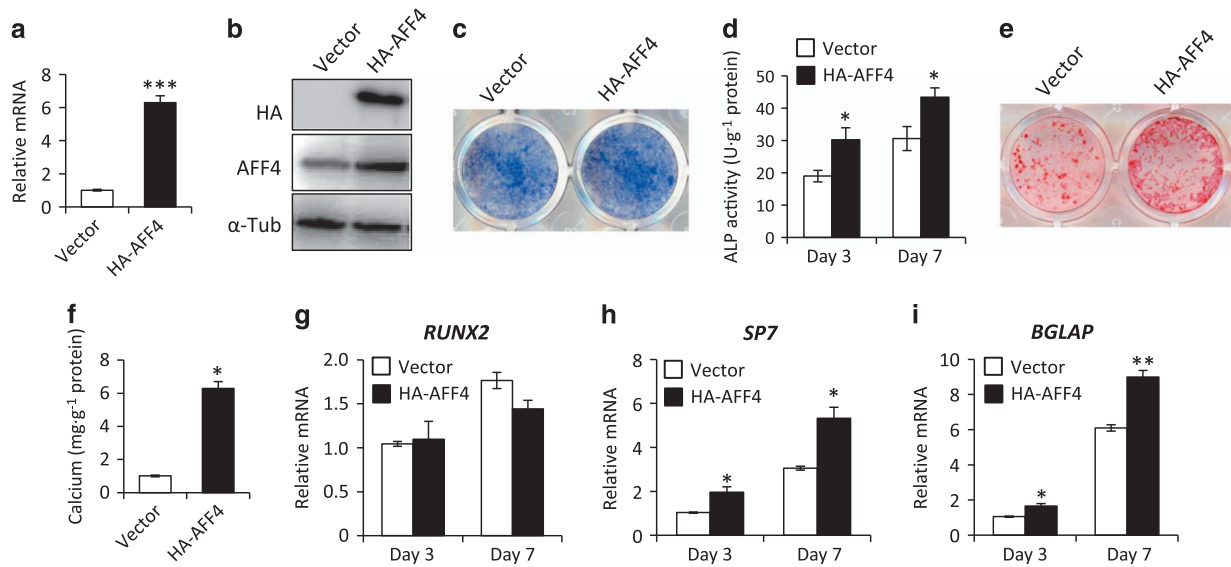 a
Relative mRNA
8
6
4
2
0
***
Vector
HA-AFF4
b
Vector
HA-AFF4
HA
AFF4
α-Tub
c
Vector
HA-AFF4
d
Vector
HA-AFF4
ALP activity (U·g⁻¹ protein)
50
40
30
20
10
0
*
*
Day 3
Day 7
e
Vector
HA-AFF4
f
Calcium (mg·g⁻¹ protein)
8
6
4
2
0
*
Vector
HA-AFF4
g
RUNX2
Vector
HA-AFF4
Relative mRNA
2.0
1.5
1.0
0.5
0
Day 3
Day 7
h
SP7
Vector
HA-AFF4
Relative mRNA
8
6
4
2
0
*
*
Day 3
Day 7
i
BGLAP
Vector
HA-AFF4
Relative mRNA
10
8
6
4
2
0
*
**
Day 3
Day 7